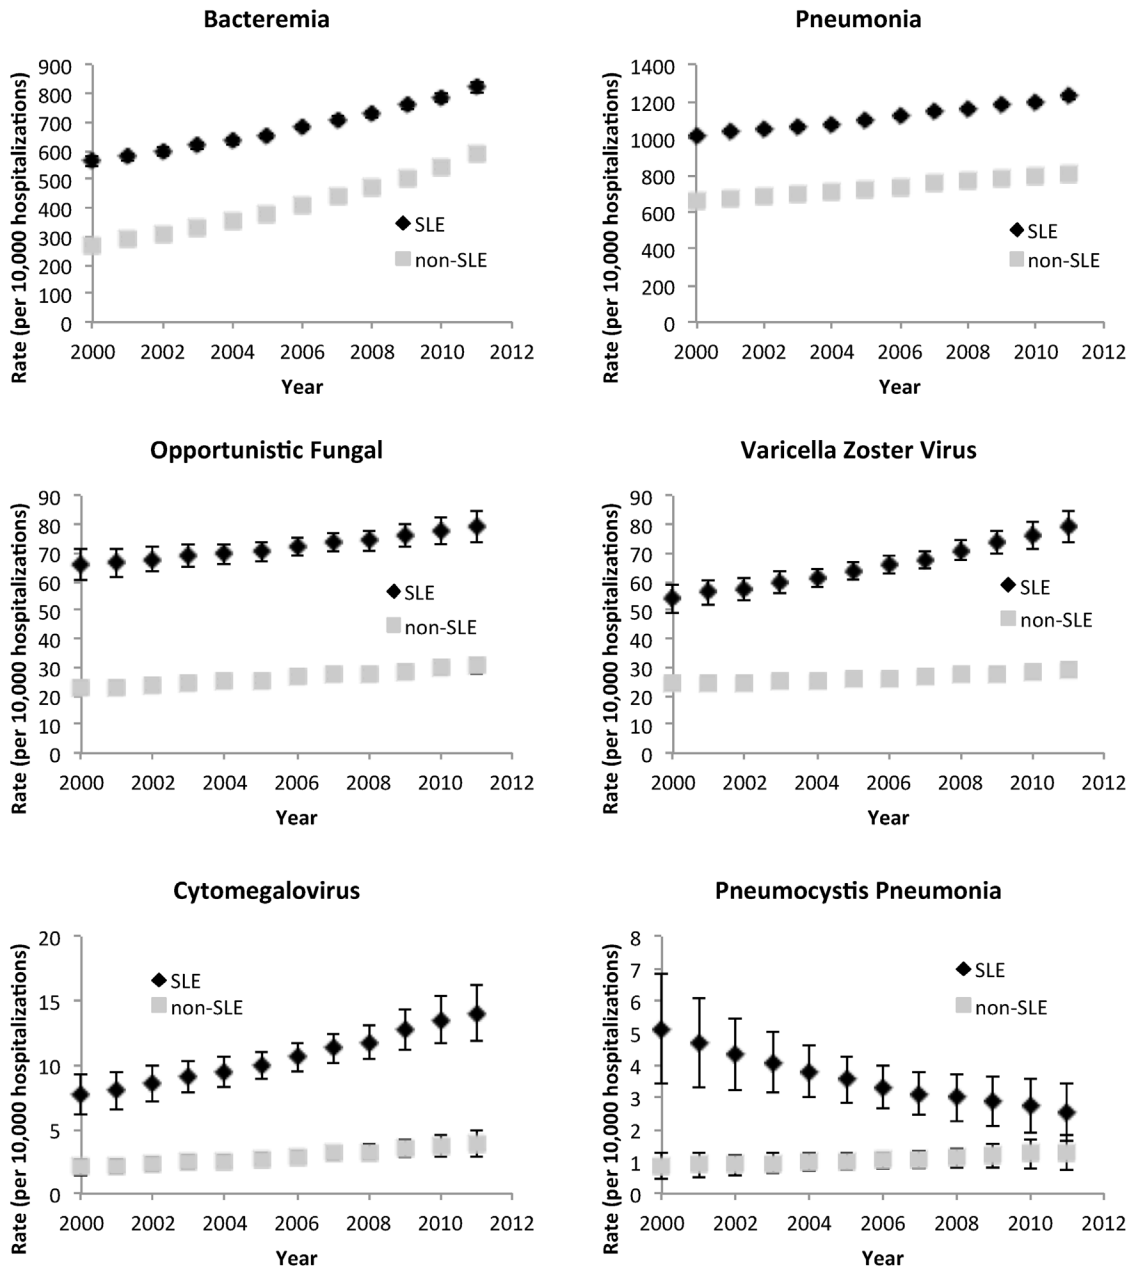 Bacteremia
Rate (per 10,000 hospitalizations)
900
800
700
600
500
400
300
200
100
0
SLE
non-SLE
2000 2002 2004 2006 2008 2010 2012
Year
Pneumonia
Rate (per 10,000 hospitalizations)
1400
1200
1000
800
600
400
200
0
SLE
non-SLE
2000 2002 2004 2006 2008 2010 2012
Year
Opportunistic Fungal
Rate (per 10,000 hospitalizations)
90
80
70
60
50
40
30
20
10
0
SLE
non-SLE
2000 2002 2004 2006 2008 2010 2012
Year
Varicella Zoster Virus
Rate (per 10,000 hospitalizations)
90
80
70
60
50
40
30
20
10
0
SLE
non-SLE
2000 2002 2004 2006 2008 2010 2012
Year
Cytomegalovirus
Rate (per 10,000 hospitalizations)
20
15
10
5
0
SLE
non-SLE
2000 2002 2004 2006 2008 2010 2012
Year
Pneumocystis Pneumonia
Rate (per 10,000 hospitalizations)
8
7
6
5
4
3
2
1
0
SLE
non-SLE
2000 2002 2004 2006 2008 2010 2012
Year